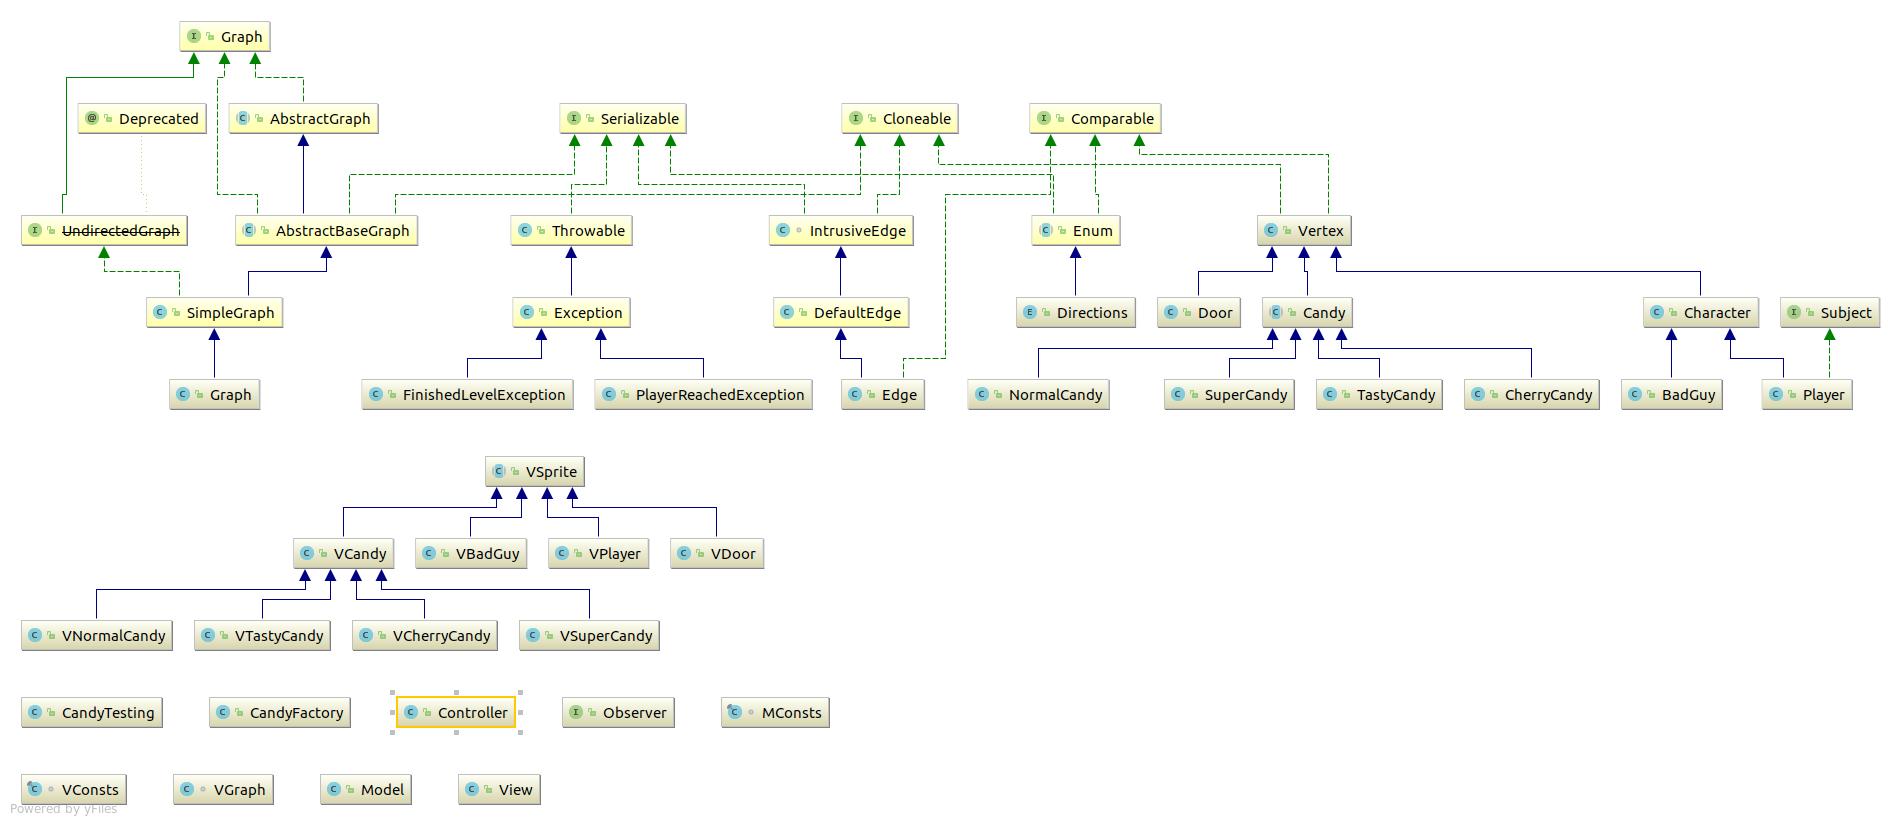 Graph
Deprecated
AbstractGraph
Serializable
Cloneable
Comparable
UndirectedGraph
AbstractBaseGraph
Throwable
IntrusiveEdge
Enum
Vertex
SimpleGraph
Exception
DefaultEdge
Directions
Door
Candy
Character
Subject
Graph
FinishedLevelException
PlayerReachedException
Edge
NormalCandy
SuperCandy
TastyCandy
CherryCandy
BadGuy
Player
VSprite
VCandy
VBadGuy
VPlayer
VDoor
VNormalCandy
VTastyCandy
VCherryCandy
VSuperCandy
CandyTesting
CandyFactory
Controller
Observer
MConsts
VConsts
VGraph
Model
View
Powered by yFiles